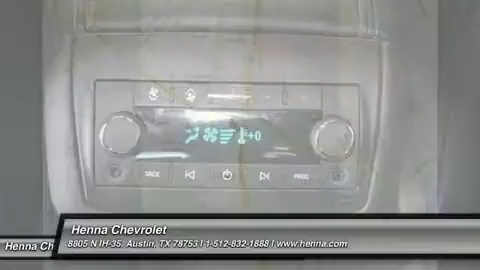 +0
SRCE
PROG
Henna Chevrolet
8805 N IH-35, Austin, TX 78753 | 1-512-832-1888 | www.henna.com
Henna Ch